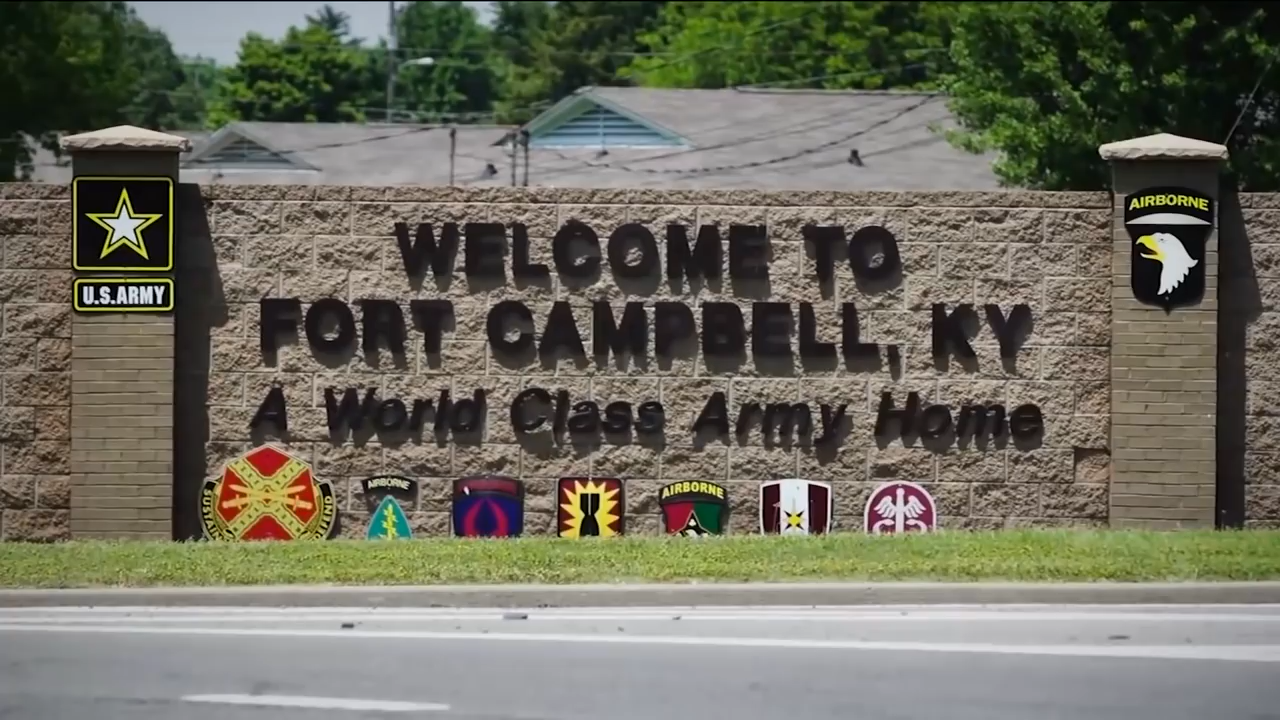 WELCOME TO
FORT CAMPBELL, KY
A World Class Army Home
U.S.ARMY
AIRBORNE
AIRBORNE
AIRBORNE